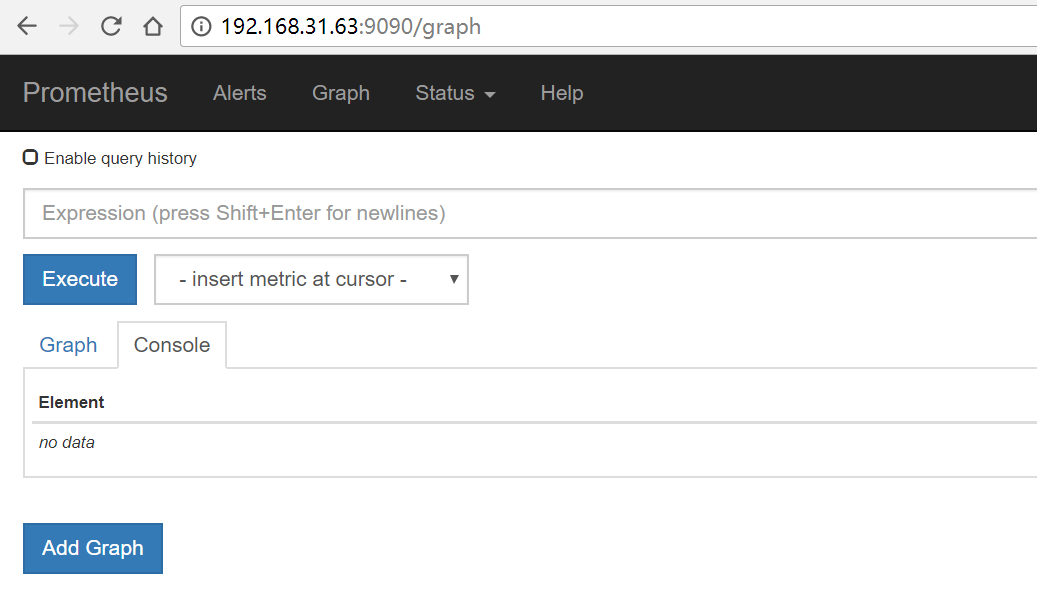 192.168.31.63:9090/graph
Prometheus Alerts Graph Status Help
Enable query history
Expression (press Shift+Enter for newlines)
Execute - insert metric at cursor -
Graph Console
Element
no data
Add Graph